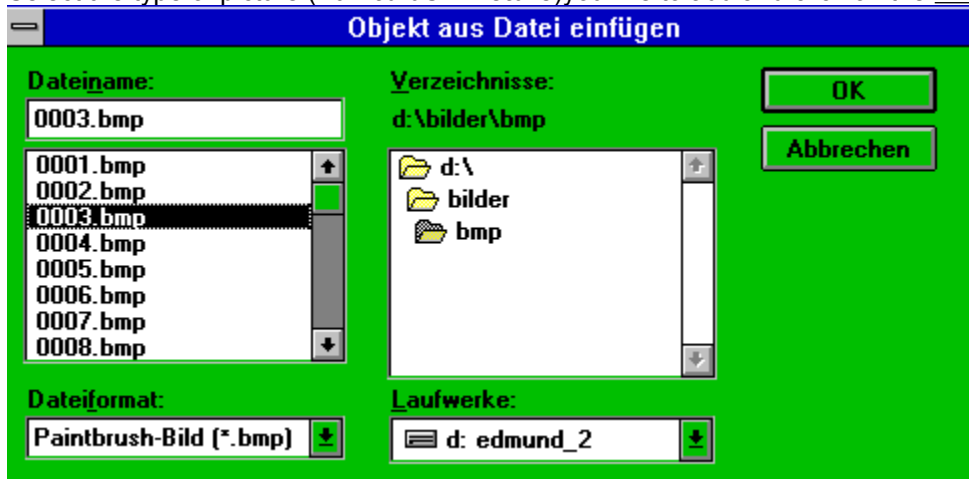 Objekt aus Datei einfügen
Dateiname:
0003.bmp
0001.bmp
0002.bmp
0003.bmp
0004.bmp
0005.bmp
0006.bmp
0007.bmp
0008.bmp
Dateiformat:
Paintbrush-Bild (*.bmp)
Verzeichnisse:
d:\bilder\bmp
d:\
bilder
bmp
Laufwerke:
d: edmund_2
OK
Abbrechen